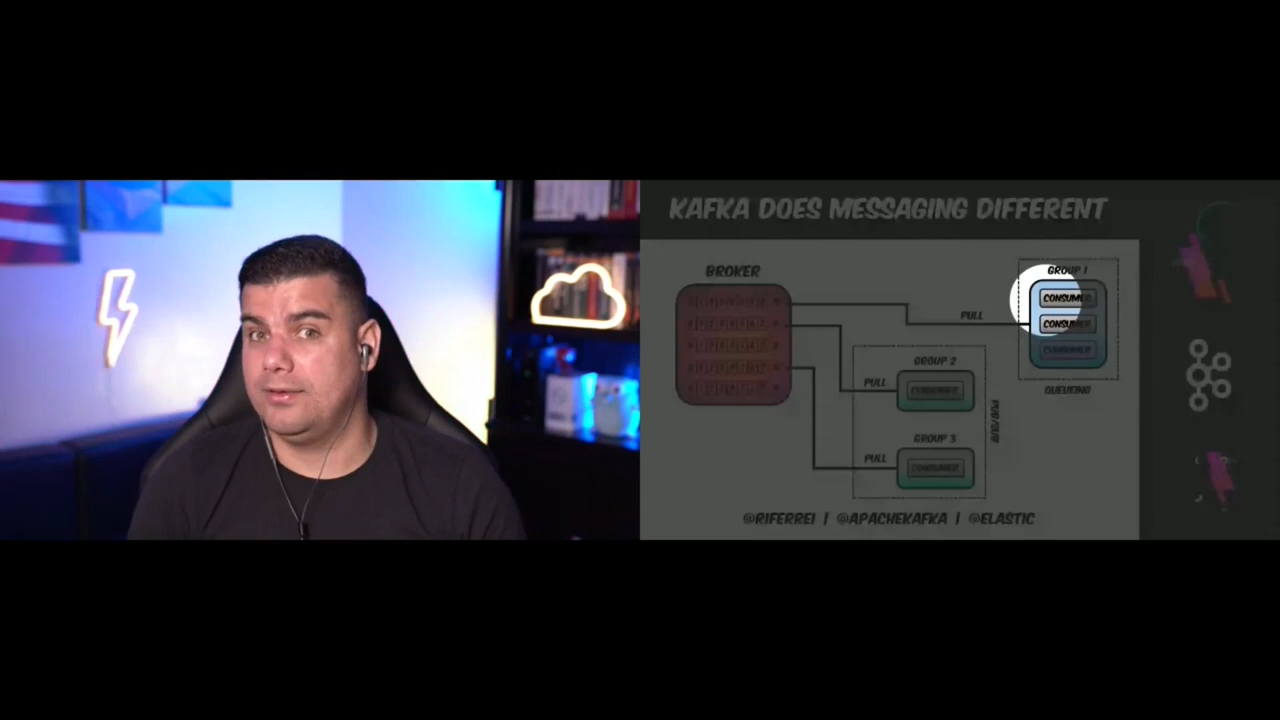 KAFKA DOES MESSAGING DIFFERENT
BROKER
GROUP 1
CONSUMER
CONSUMER
CONSUMER
PULL
QUEUEING
GROUP 2
PULL
CONSUMER
PUB/SUB
GROUP 3
PULL
CONSUMER
@RIFERREI | @APACHEKAFKA | @ELASTIC